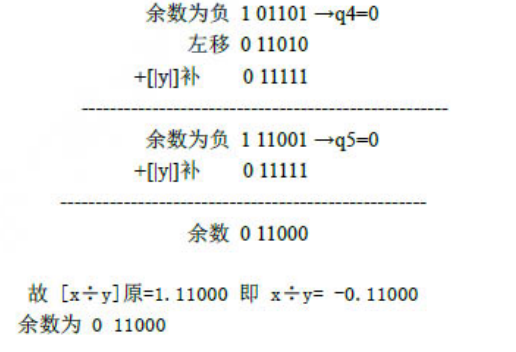 余数为负 1 01101 →q4=0
左移 0 11010
+[|y|]补 0 11111
余数为负 1 11001 →q5=0
+[|y|]补 0 11111
余数 0 11000
故 [x÷y]原=1.11000 即 x÷y= -0.11000
余数为 0 11000